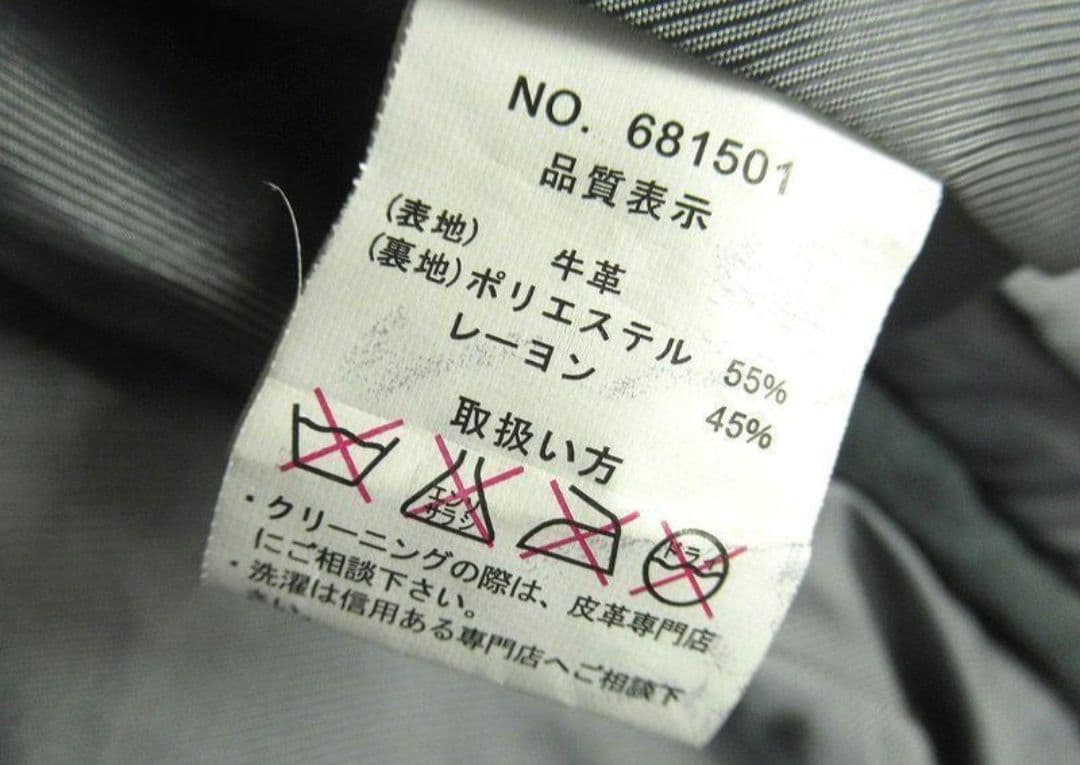 NO. 681501
品質表示
(表地) 牛革
(裏地)ポリエステル 55%
レーヨン 45%
取扱い方
エンソ
サラシ
ドライ
・クリーニングの際は、皮革専門店
にご相談下さい。
・洗濯は信用ある専門店へご相談下
さい。